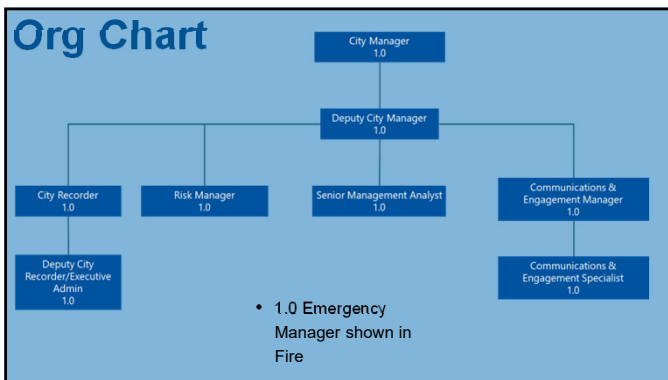 Org Chart
City Manager
1.0
Deputy City Manager
1.0
City Recorder
1.0
Risk Manager
1.0
Senior Management Analyst
1.0
Communications &
Engagement Manager
1.0
Deputy City
Recorder/Executive
Admin
1.0
Communications &
Engagement Specialist
1.0
• 1.0 Emergency
Manager shown in
Fire